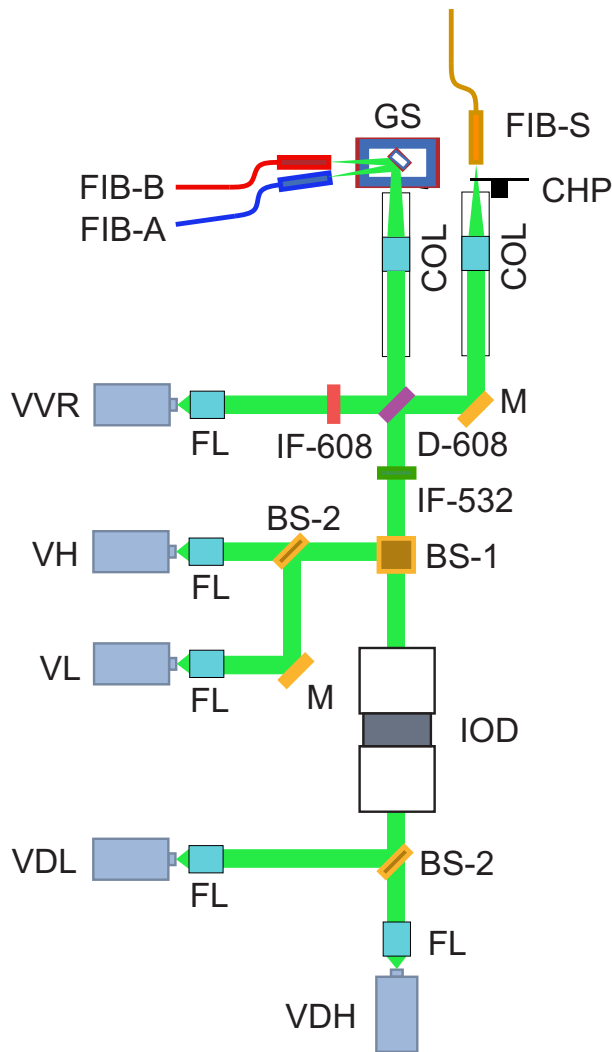 GS
FIB-S
FIB-B
CHP
FIB-A
COL
COL
VVR
M
FL
IF-608
D-608
IF-532
BS-2
VH
BS-1
FL
VL
FL
M
IOD
VDL
BS-2
FL
FL
VDH